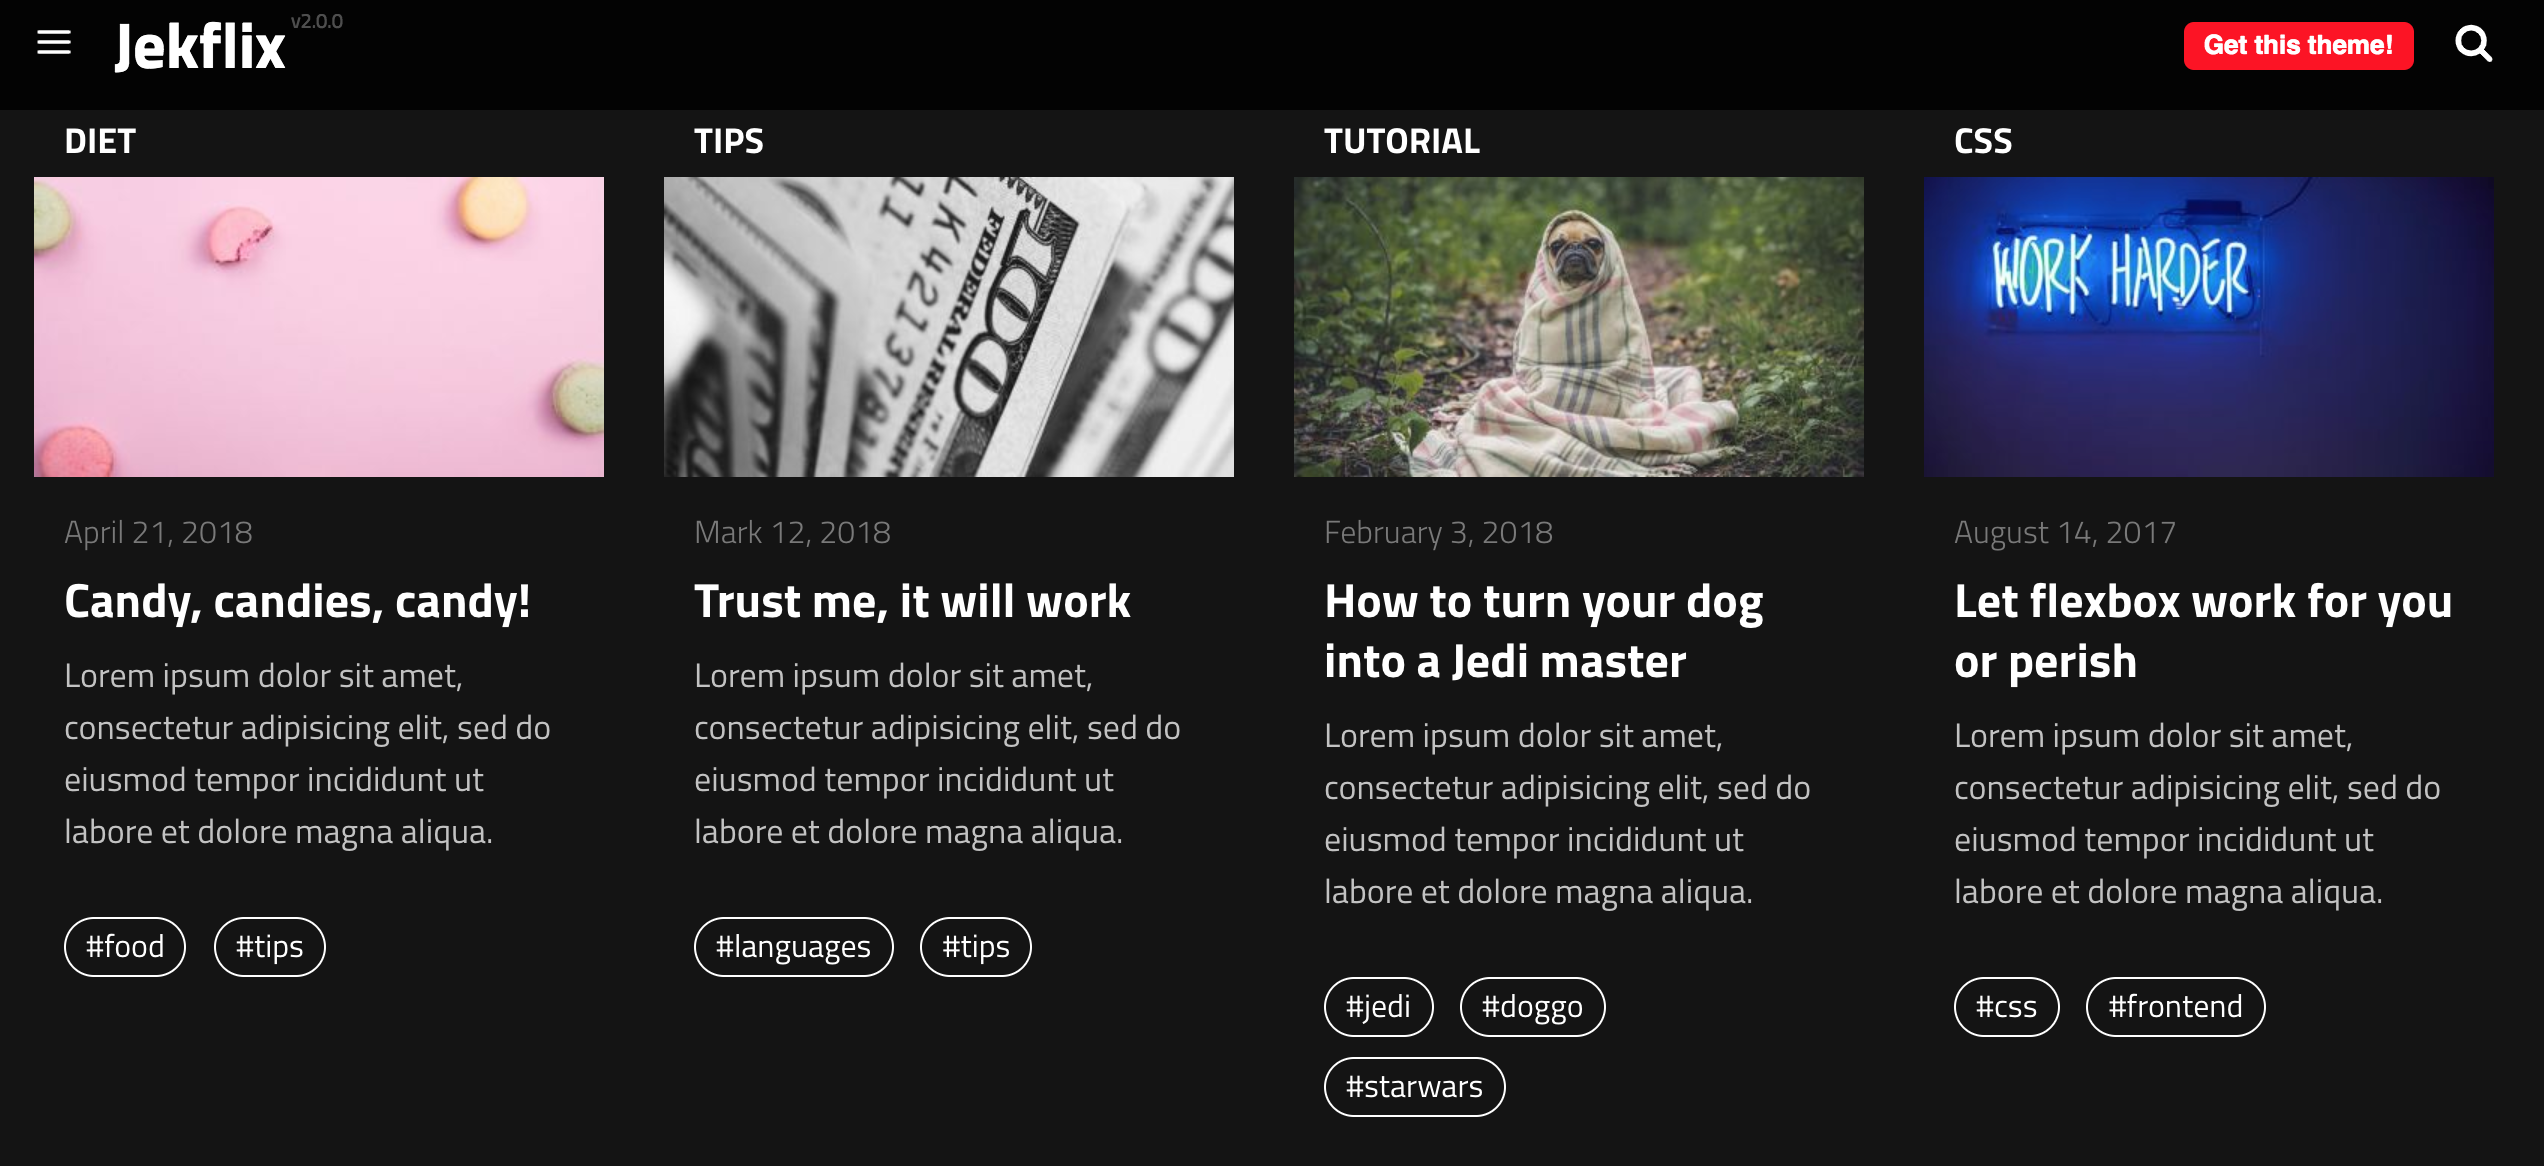 Jekflix v2.0.0
Get this theme!
DIET
TIPS
TUTORIAL
CSS
FEDERAL RESERVE
100
WORK HARDER
April 21, 2018
Candy, candies, candy!
Lorem ipsum dolor sit amet,
consectetur adipisicing elit, sed do
eiusmod tempor incididunt ut
labore et dolore magna aliqua.
#food #tips
Mark 12, 2018
Trust me, it will work
Lorem ipsum dolor sit amet,
consectetur adipisicing elit, sed do
eiusmod tempor incididunt ut
labore et dolore magna aliqua.
#languages #tips
February 3, 2018
How to turn your dog
into a Jedi master
Lorem ipsum dolor sit amet,
consectetur adipisicing elit, sed do
eiusmod tempor incididunt ut
labore et dolore magna aliqua.
#jedi #doggo
#starwars
August 14, 2017
Let flexbox work for you
or perish
Lorem ipsum dolor sit amet,
consectetur adipisicing elit, sed do
eiusmod tempor incididunt ut
labore et dolore magna aliqua.
#css #frontend